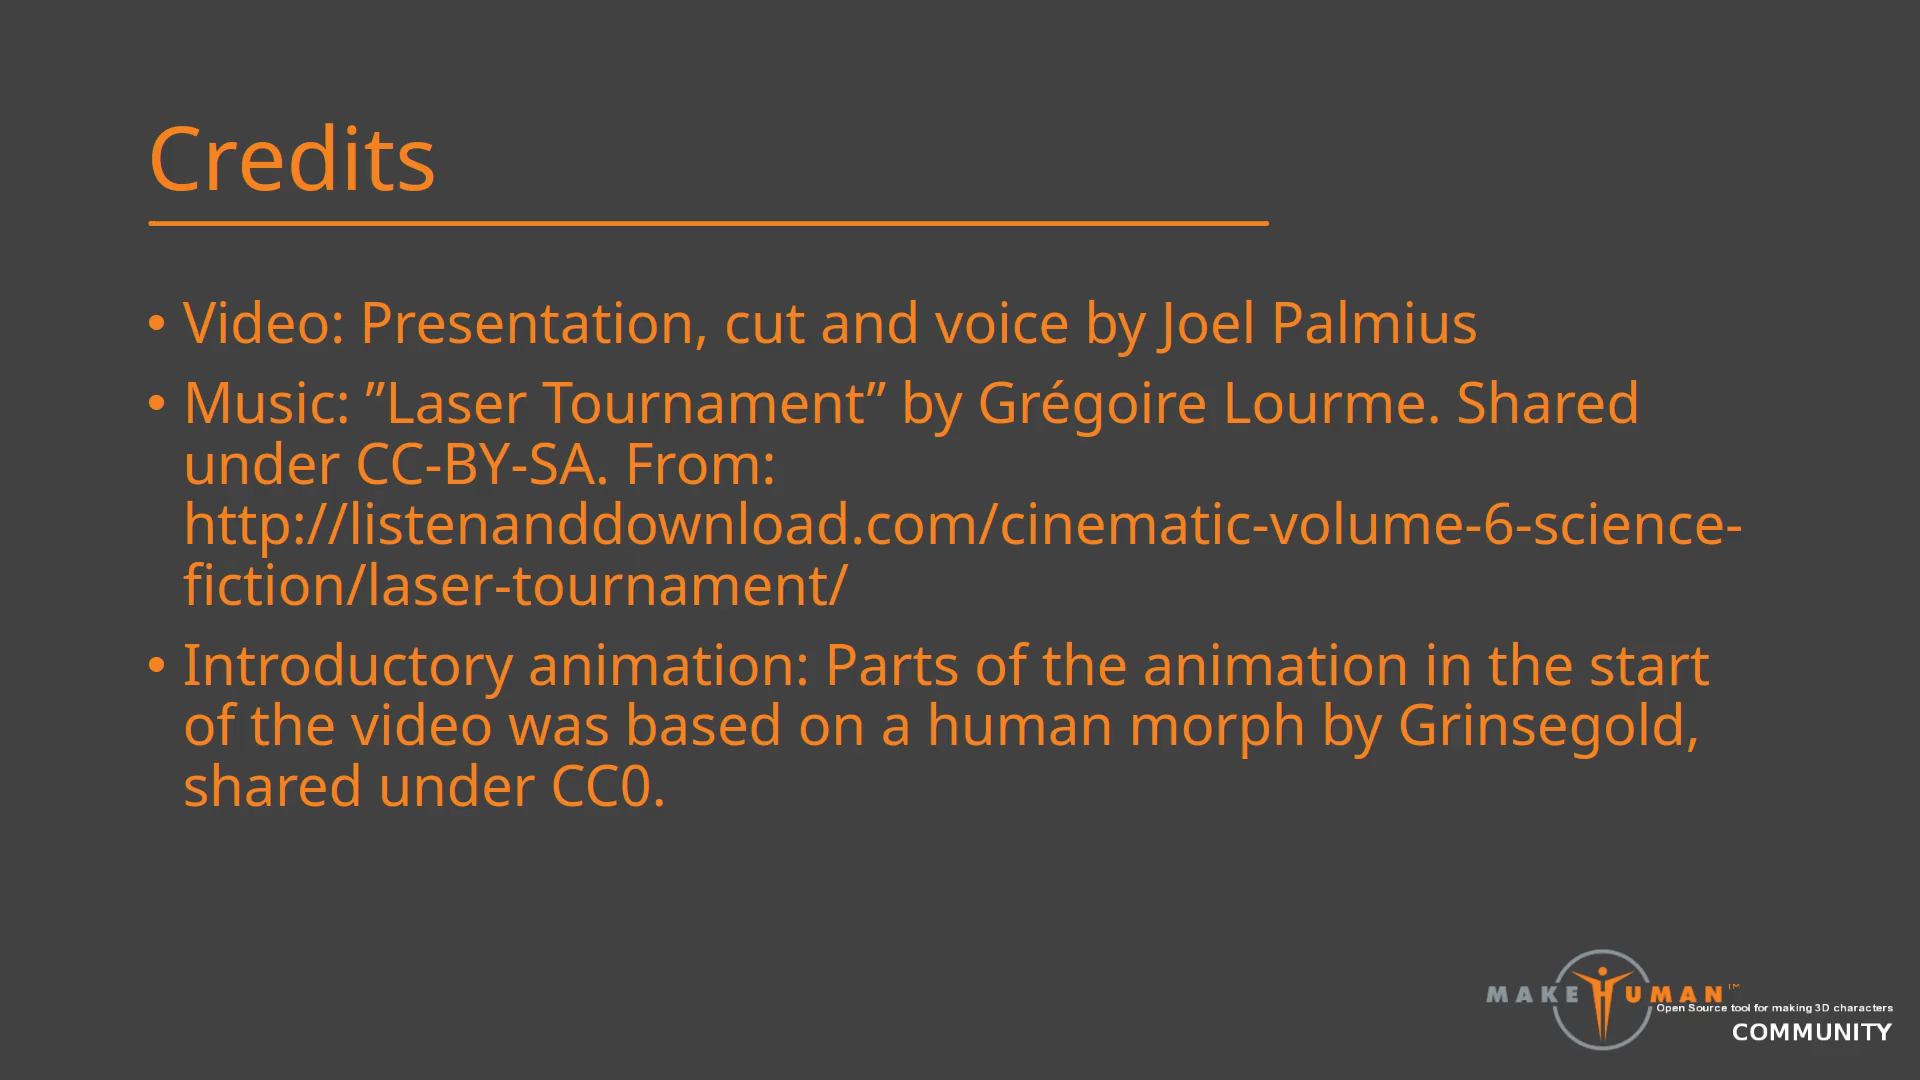 Credits
• Video: Presentation, cut and voice by Joel Palmius
• Music: ”Laser Tournament” by Grégoire Lourme. Shared
under CC-BY-SA. From:
http://listenanddownload.com/cinematic-volume-6-science-
fiction/laser-tournament/
• Introductory animation: Parts of the animation in the start
of the video was based on a human morph by Grinsegold,
shared under CC0.
MAKEHUMAN™
Open Source tool for making 3D characters
COMMUNITY